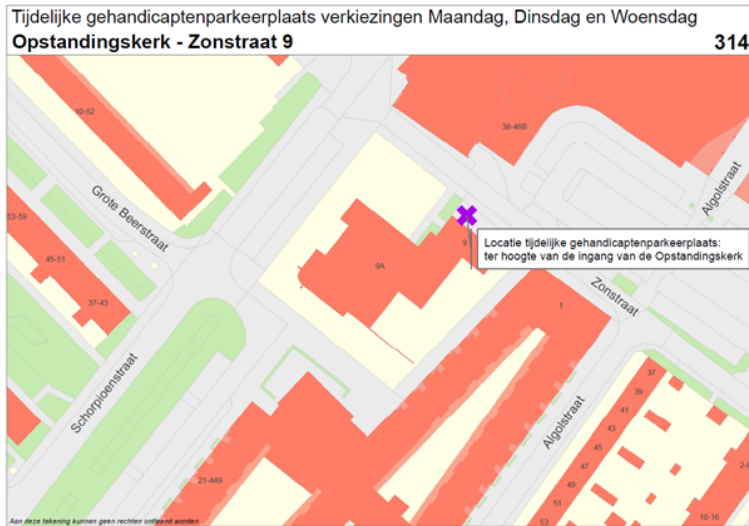 Tijdelijke gehandicaptenparkeerplaats verkiezingen Maandag, Dinsdag en Woensdag
Opstandingskerk - Zonstraat 9
314
10-52
38-48B
Algolstraat
Grote Beerstraat
53-59
9
Locatie tijdelijke gehandicaptenparkeerplaats:
ter hoogte van de ingang van de Opstandingskerk
45-51
9A
Zonstraat
37-43
1
Schorpioenstraat
37
39
41
Algolstraat
43
45
47
21-449
49
51
10-16
53
Aan deze tekening kunnen geen rechten ontleend worden